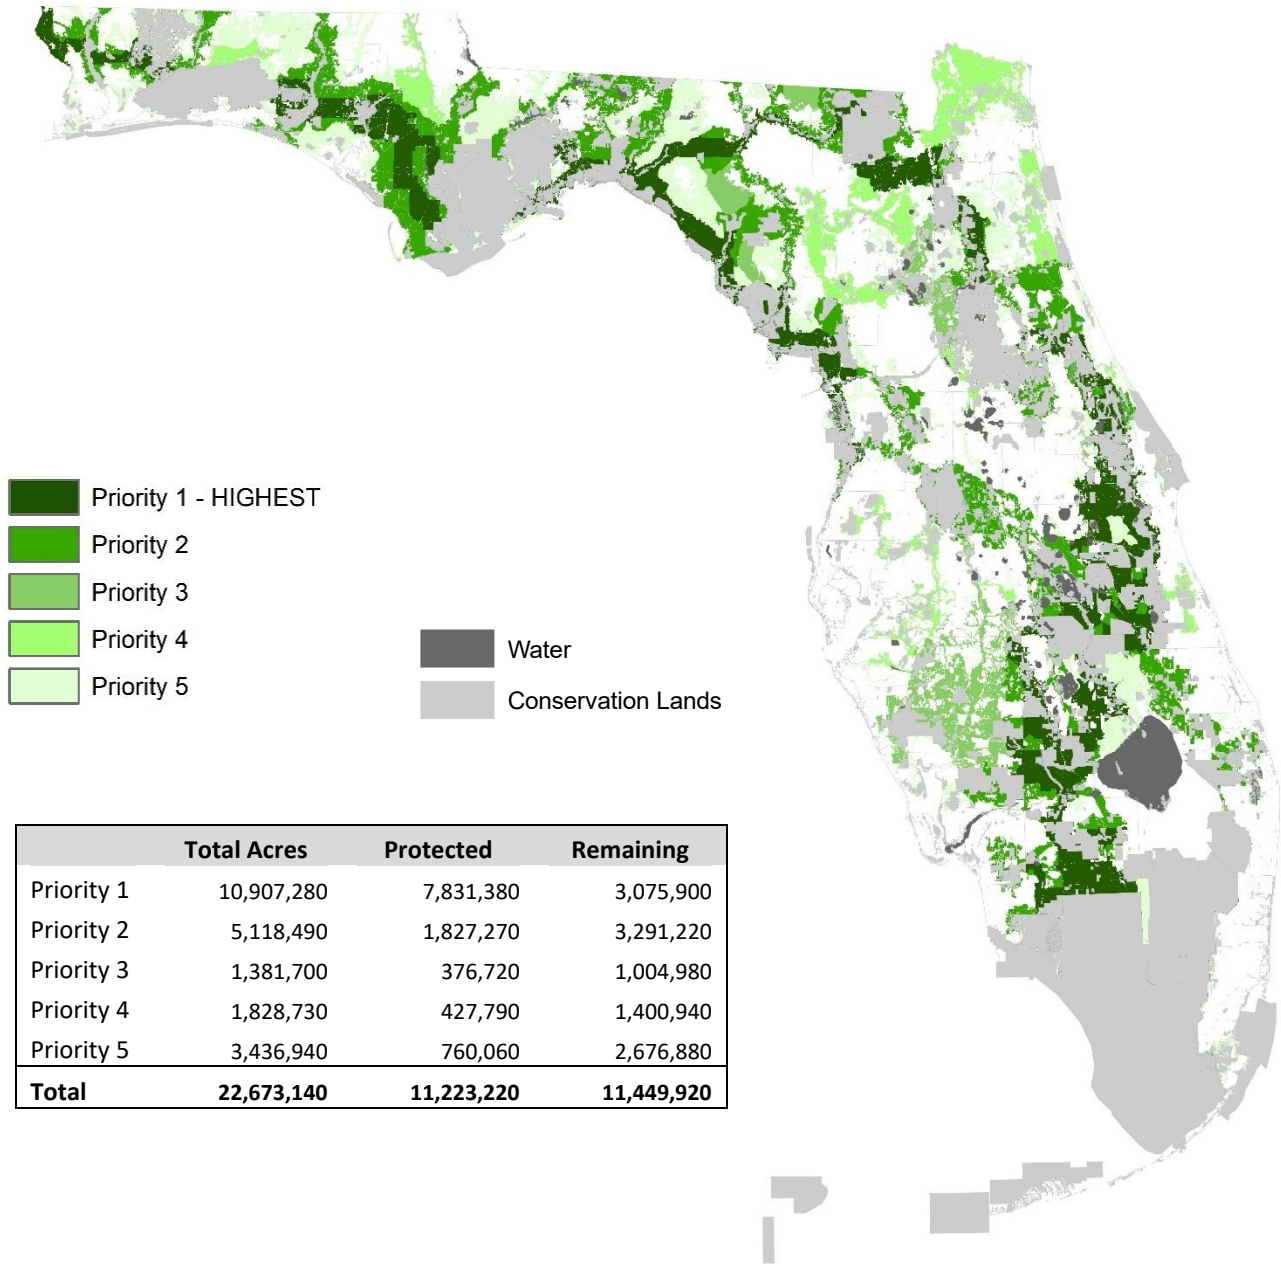 Priority 1 - HIGHEST
Priority 2
Priority 3
Priority 4
Priority 5
Water
Conservation Lands
Total Acres Protected Remaining
Priority 1 10,907,280 7,831,380 3,075,900
Priority 2 5,118,490 1,827,270 3,291,220
Priority 3 1,381,700 376,720 1,004,980
Priority 4 1,828,730 427,790 1,400,940
Priority 5 3,436,940 760,060 2,676,880
Total 22,673,140 11,223,220 11,449,920